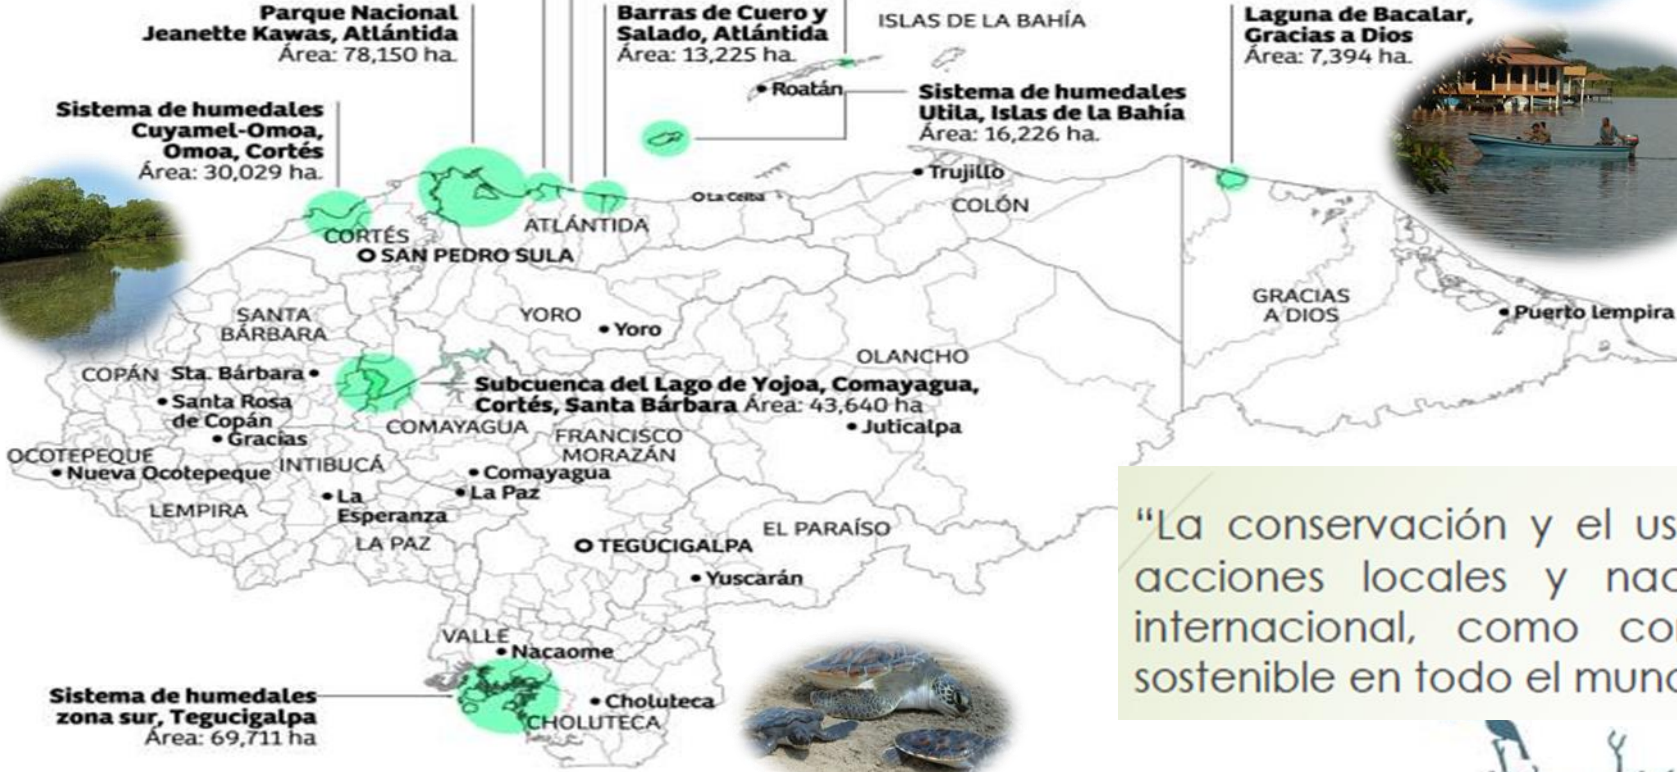 Parque Nacional
Jeanette Kawas, Atlántida
Área: 78,150 ha.
Barras de Cuero y
Salado, Atlántida
Área: 13,225 ha.
ISLAS DE LA BAHÍA
Laguna de Bacalar,
Gracias a Dios
Área: 7,394 ha.
Roatán
Sistema de humedales
Utila, Islas de la Bahía
Área: 16,226 ha.
Sistema de humedales
Cuyamel-Omoa,
Omoa, Cortés
Área: 30,029 ha.
Trujillo
La Ceiba
COLÓN
ATLÁNTIDA
CORTÉS
SAN PEDRO SULA
GRACIAS
A DIOS
Puerto lempira
SANTA
BÁRBARA
YORO
Yoro
OLANCHO
COPÁN
Sta. Bárbara
Subcuenca del Lago de Yojoa, Comayagua,
Cortés, Santa Bárbara Área: 43,640 ha
Santa Rosa
de Copán
Gracias
COMAYAGUA
FRANCISCO
MORAZÁN
Juticalpa
OCOTEPEQUE
Nueva Ocotepeque
INTIBUCÁ
Comayagua
La Paz
LEMPIRA
La
Esperanza
LA PAZ
EL PARAÍSO
TEGUCIGALPA
Yuscarán
“La conservación y el us
acciones locales y nac
internacional, como co
sostenible en todo el mund
VALLE
Nacaome
Sistema de humedales
zona sur, Tegucigalpa
Área: 69,711 ha
Choluteca
CHOLUTECA